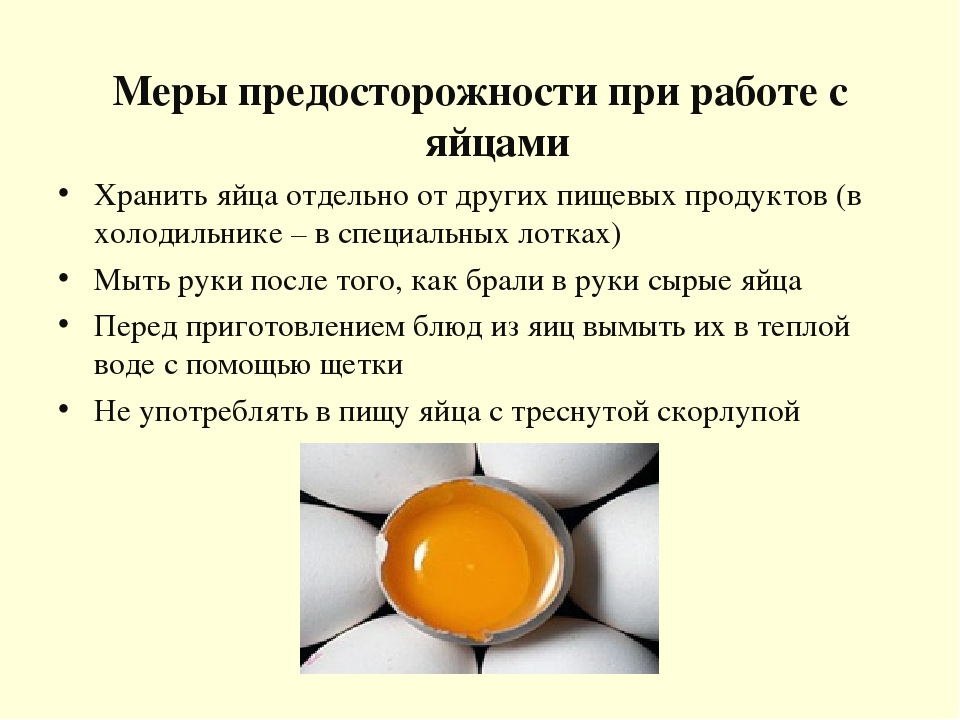 Меры предосторожности при работе с
яйцами
• Хранить яйца отдельно от других пищевых продуктов (в
холодильнике – в специальных лотках)
• Мыть руки после того, как брали в руки сырые яйца
• Перед приготовлением блюд из яиц вымыть их в теплой
воде с помощью щетки
• Не употреблять в пищу яйца с треснутой скорлупой